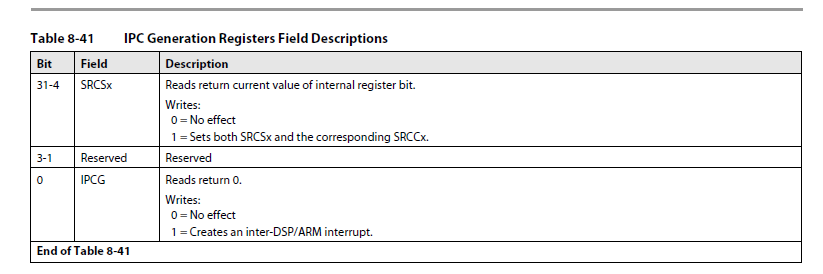 Table 8-41 IPC Generation Registers Field Descriptions
Bit Field Description
31-4 SRCSx Reads return current value of internal register bit.
Writes:
0 = No effect
1 = Sets both SRCSx and the corresponding SRCCx.
3-1 Reserved Reserved
0 IPCG Reads return 0.
Writes:
0 = No effect
1 = Creates an inter-DSP/ARM interrupt.
End of Table 8-41